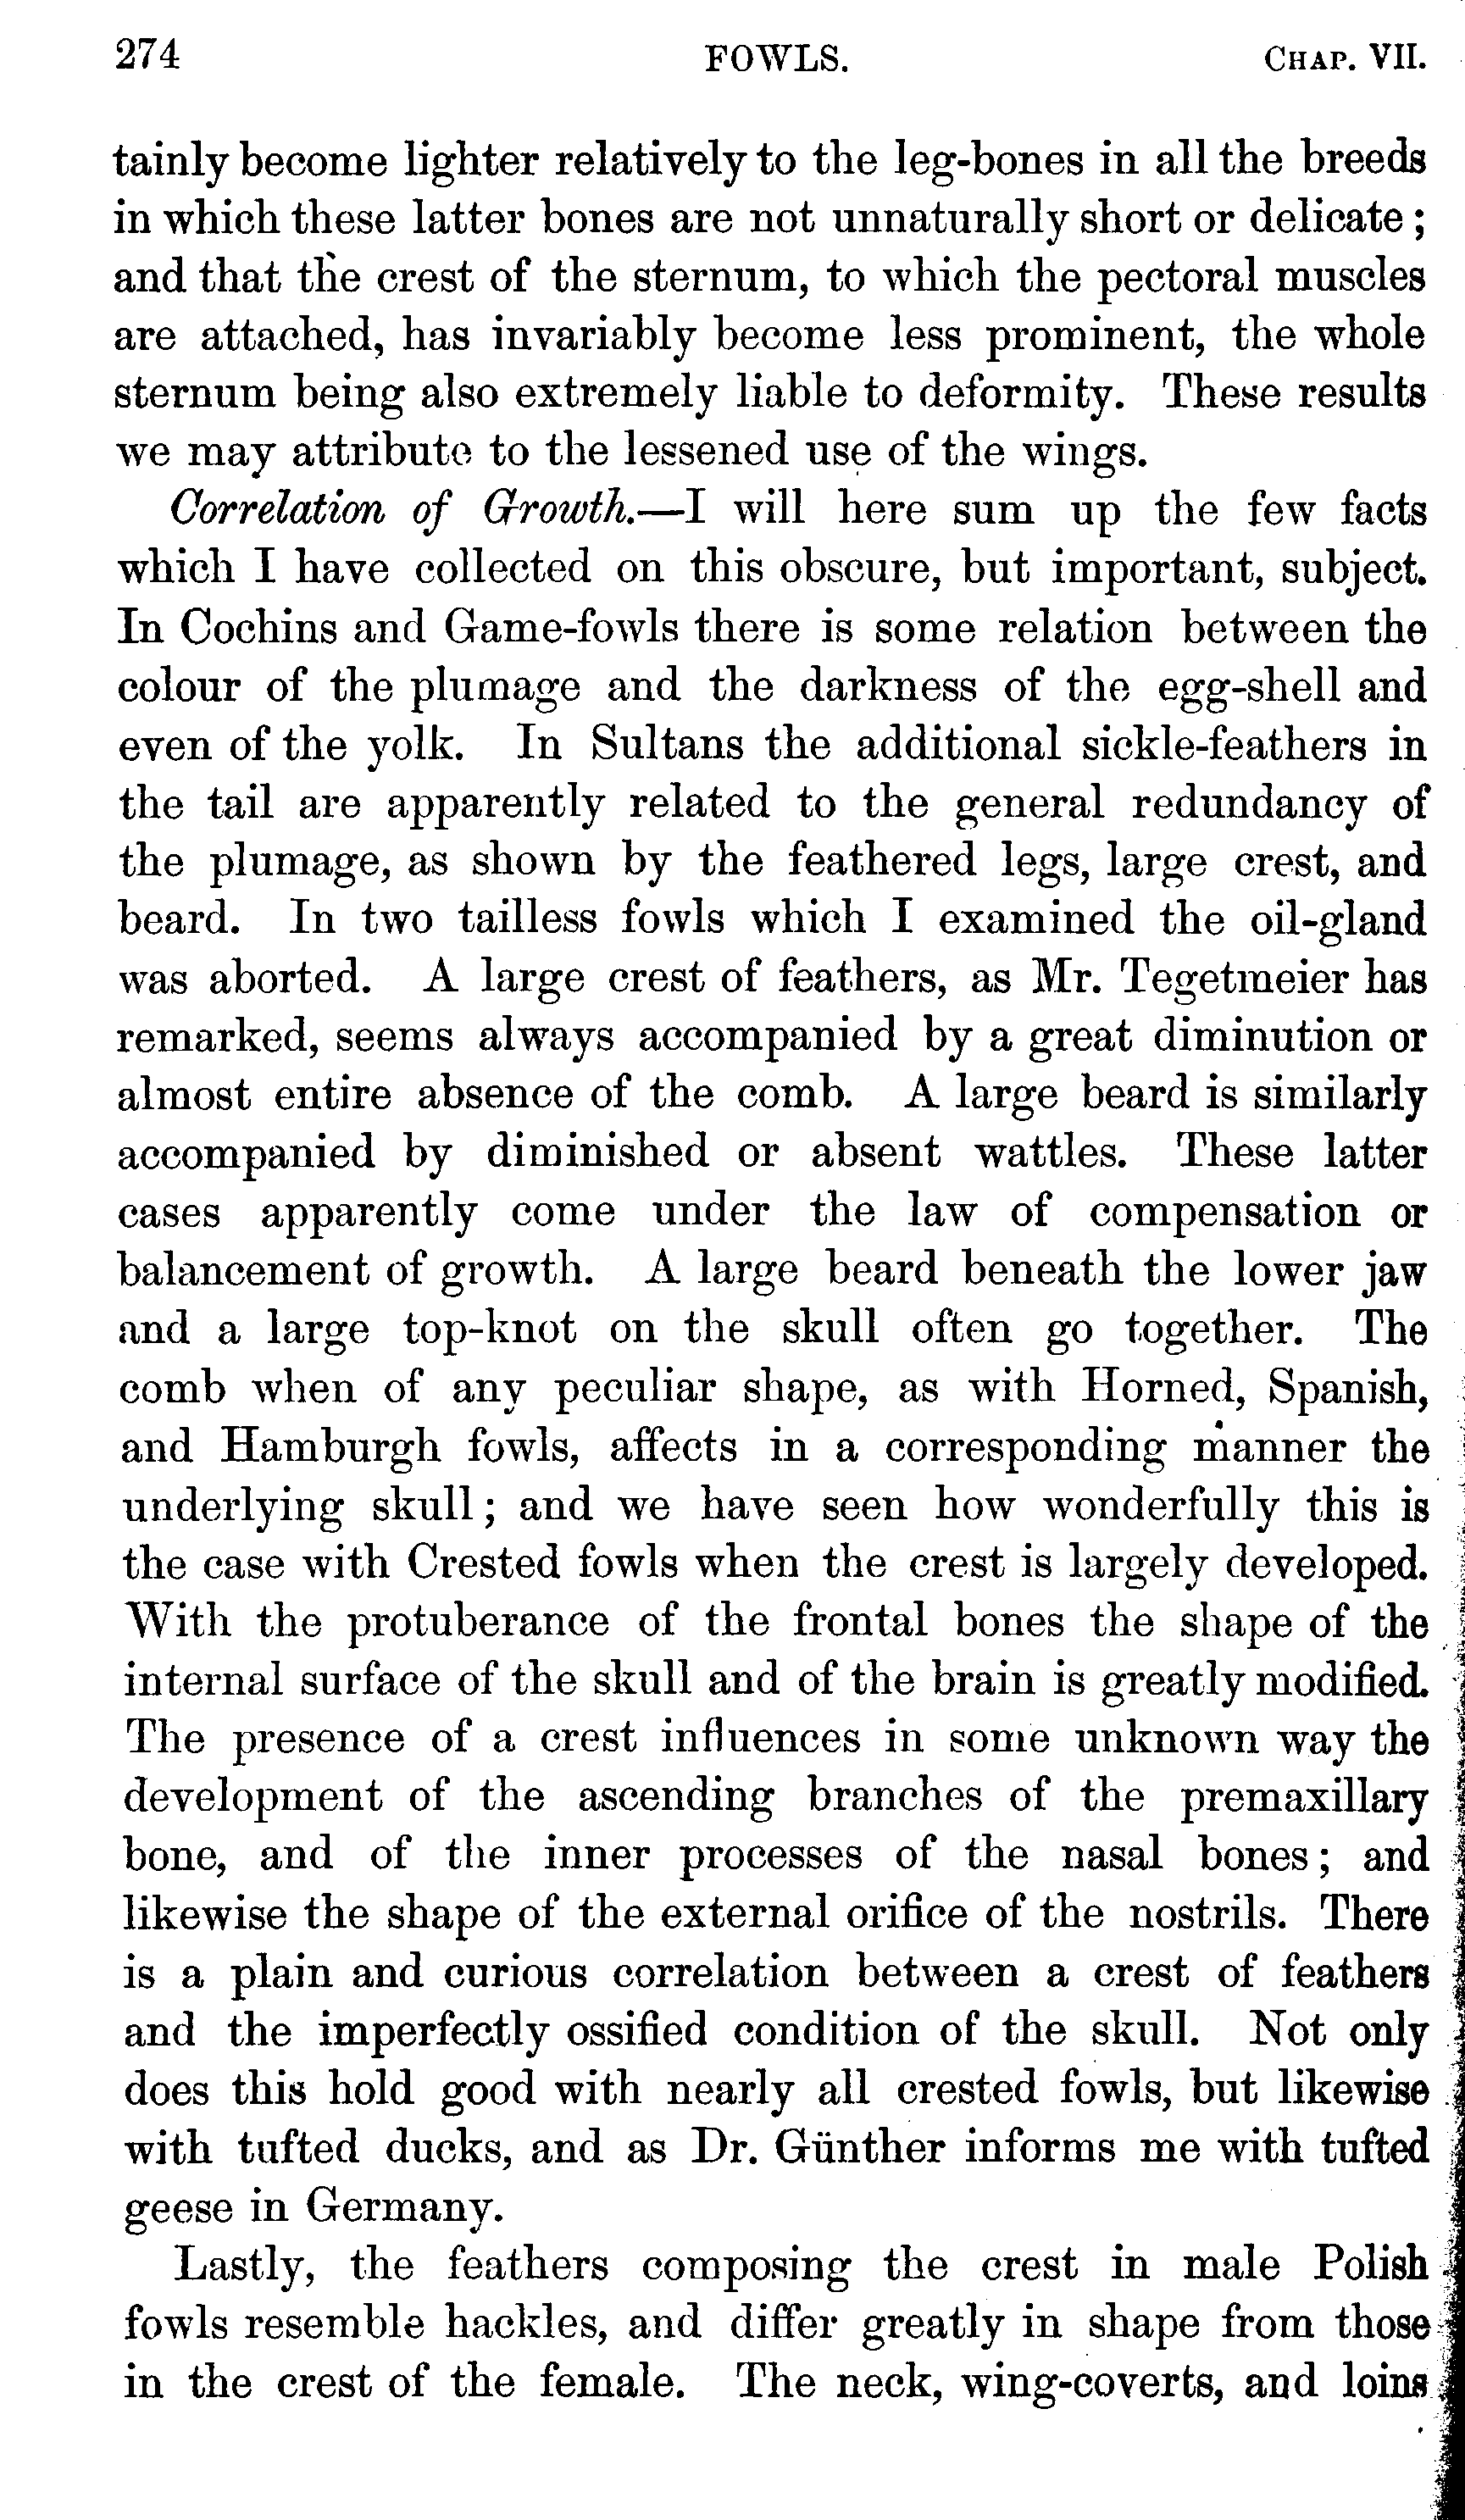 274 FOWLS. CHAP. VII.
tainly become lighter relatively to the leg-bones in all the breeds
in which these latter bones are not unnaturally short or delicate;
and that the crest of the sternum, to which the pectoral muscles
are attached, has invariably become less prominent, the whole
sternum being also extremely liable to deformity. These results
we may attribute to the lessened use of the wings.
Correlation of Growth.—I will here sum up the few facts
which I have collected on this obscure, but important, subject.
In Cochins and Game-fowls there is some relation between the
colour of the plumage and the darkness of the egg-shell and
even of the yolk. In Sultans the additional sickle-feathers in
the tail are apparently related to the general redundancy of
the plumage, as shown by the feathered legs, large crest, and
beard. In two tailless fowls which I examined the oil-gland
was aborted. A large crest of feathers, as Mr. Tegetmeier has
remarked, seems always accompanied by a great diminution or
almost entire absence of the comb. A large beard is similarly
accompanied by diminished or absent wattles. These latter
cases apparently come under the law of compensation or
balancement of growth. A large beard beneath the lower jaw
and a large top-knot on the skull often go together. The
comb when of any peculiar shape, as with Horned, Spanish,
and Hamburgh fowls, affects in a corresponding manner the
underlying skull; and we have seen how wonderfully this is
the case with Crested fowls when the crest is largely developed.
With the protuberance of the frontal bones the shape of the
internal surface of the skull and of the brain is greatly modified.
The presence of a crest influences in some unknown way the
development of the ascending branches of the premaxillary
bone, and of the inner processes of the nasal bones; and
likewise the shape of the external orifice of the nostrils. There
is a plain and curious correlation between a crest of feathers
and the imperfectly ossified condition of the skull. Not only
does this hold good with nearly all crested fowls, but likewise
with tufted ducks, and as Dr. Günther informs me with tufted
geese in Germany.
Lastly, the feathers composing the crest in male Polish
fowls resemble hackles, and differ greatly in shape from those
in the crest of the female. The neck, wing-coverts, and loins